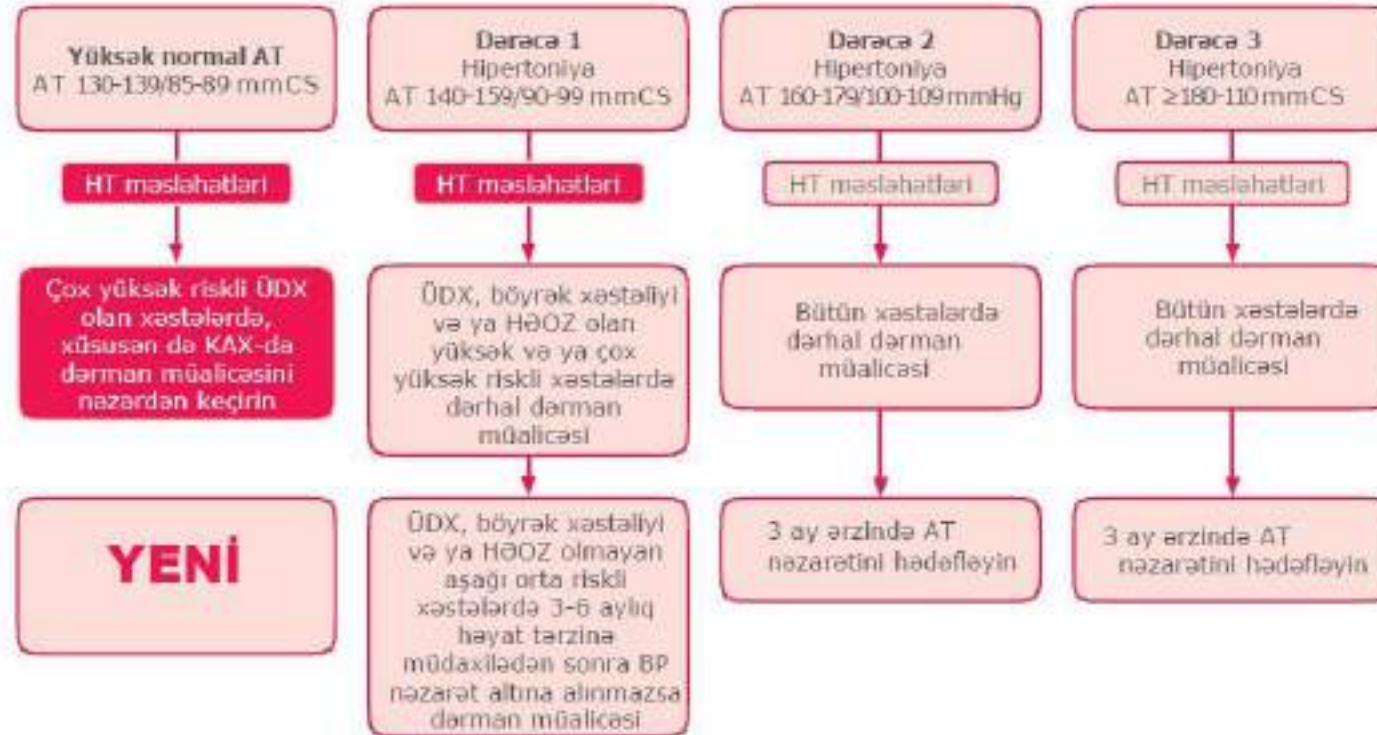 Yüksək normal AT
AT 130-139/85-89 mmCS
HT məsləhətləri
Çox yüksək riskli ÜDX
olan xəstələrdə,
xüsusən də KAX-da
dərman müalicəsini
nəzərdən keçirin
YENİ
Dərəcə 1
Hipertoniya
AT 140-159/90-99 mmCS
HT məsləhətləri
ÜDX, böyrək xəstəliyi
və ya HƏOZ olan
yüksək və ya çox
yüksək riskli xəstələrdə
dərhal dərman
müalicəsi
ÜDX, böyrək xəstəliyi
və ya HƏOZ olmayan
aşağı orta riskli
xəstələrdə 3-6 aylıq
həyat tərzinə
müdaxilədən sonra BP
nəzarət altına alınmazsa
dərman müalicəsi
Dərəcə 2
Hipertoniya
AT 160-179/100-109 mmHg
HT məsləhətləri
Bütün xəstələrdə
dərhal dərman
müalicəsi
3 ay ərzində AT
nəzarətini hədəfləyin
Dərəcə 3
Hipertoniya
AT ≥180-110 mmCS
HT məsləhətləri
Bütün xəstələrdə
dərhal dərman
müalicəsi
3 ay ərzində AT
nəzarətini hədəfləyin